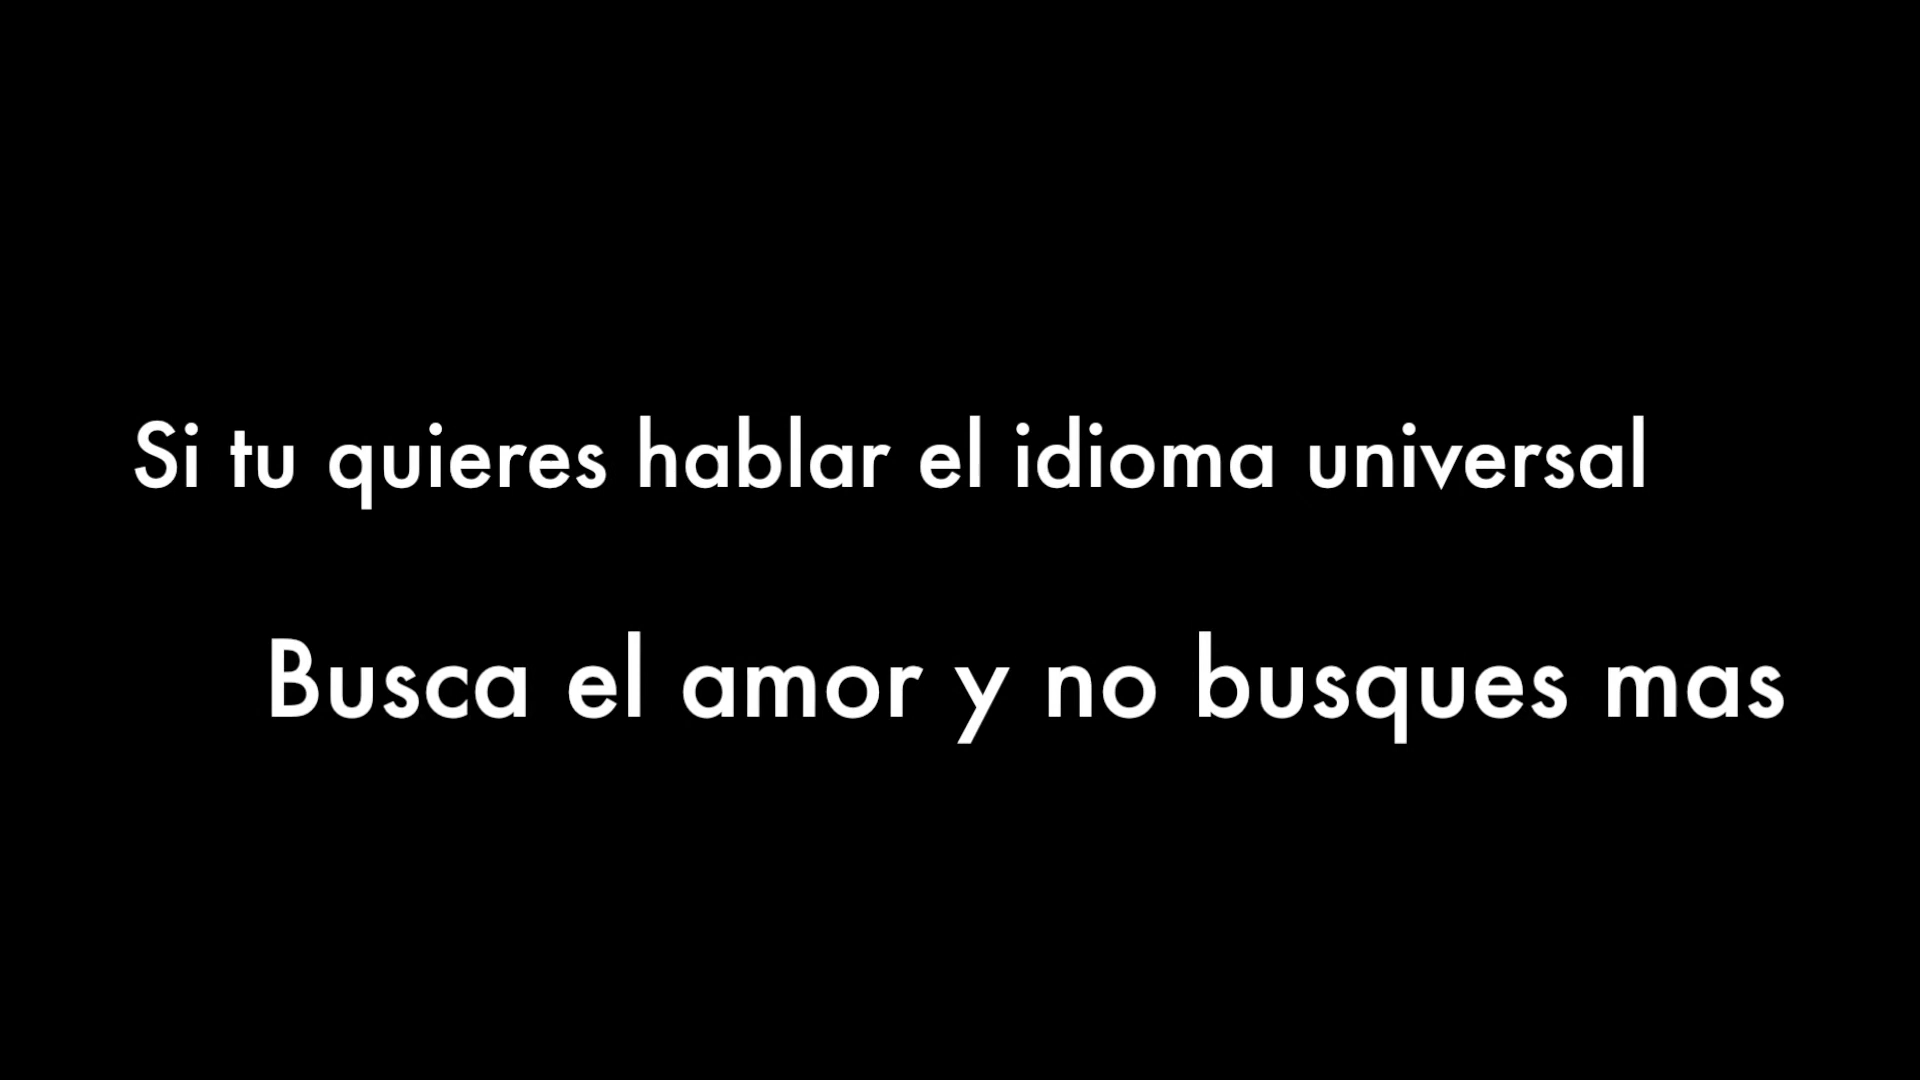 Si tu quieres hablar el idioma universal
Busca el amor y no busques mas